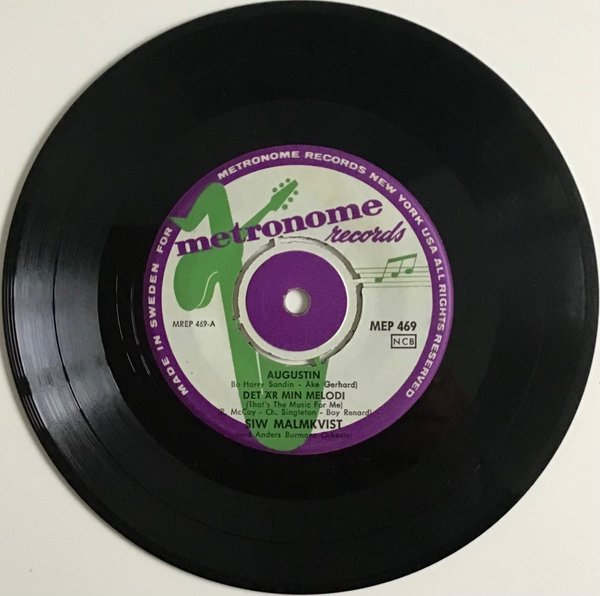 MADE IN SWEDEN FOR METRONOME RECORDS NEW YORK USA ALL RIGHTS RESERVED
metronome
records
MREP 469-A
MEP 469
NCB
AUGUSTIN
Bo Harry Sandin - Åke Gerhard)
DET ÄR MIN MELODI
(That's The Music For Me)
(R. McCoy - Ch. Singleton - Boy Renard)
SIW MALMKVIST
med Anders Burmans Orkester